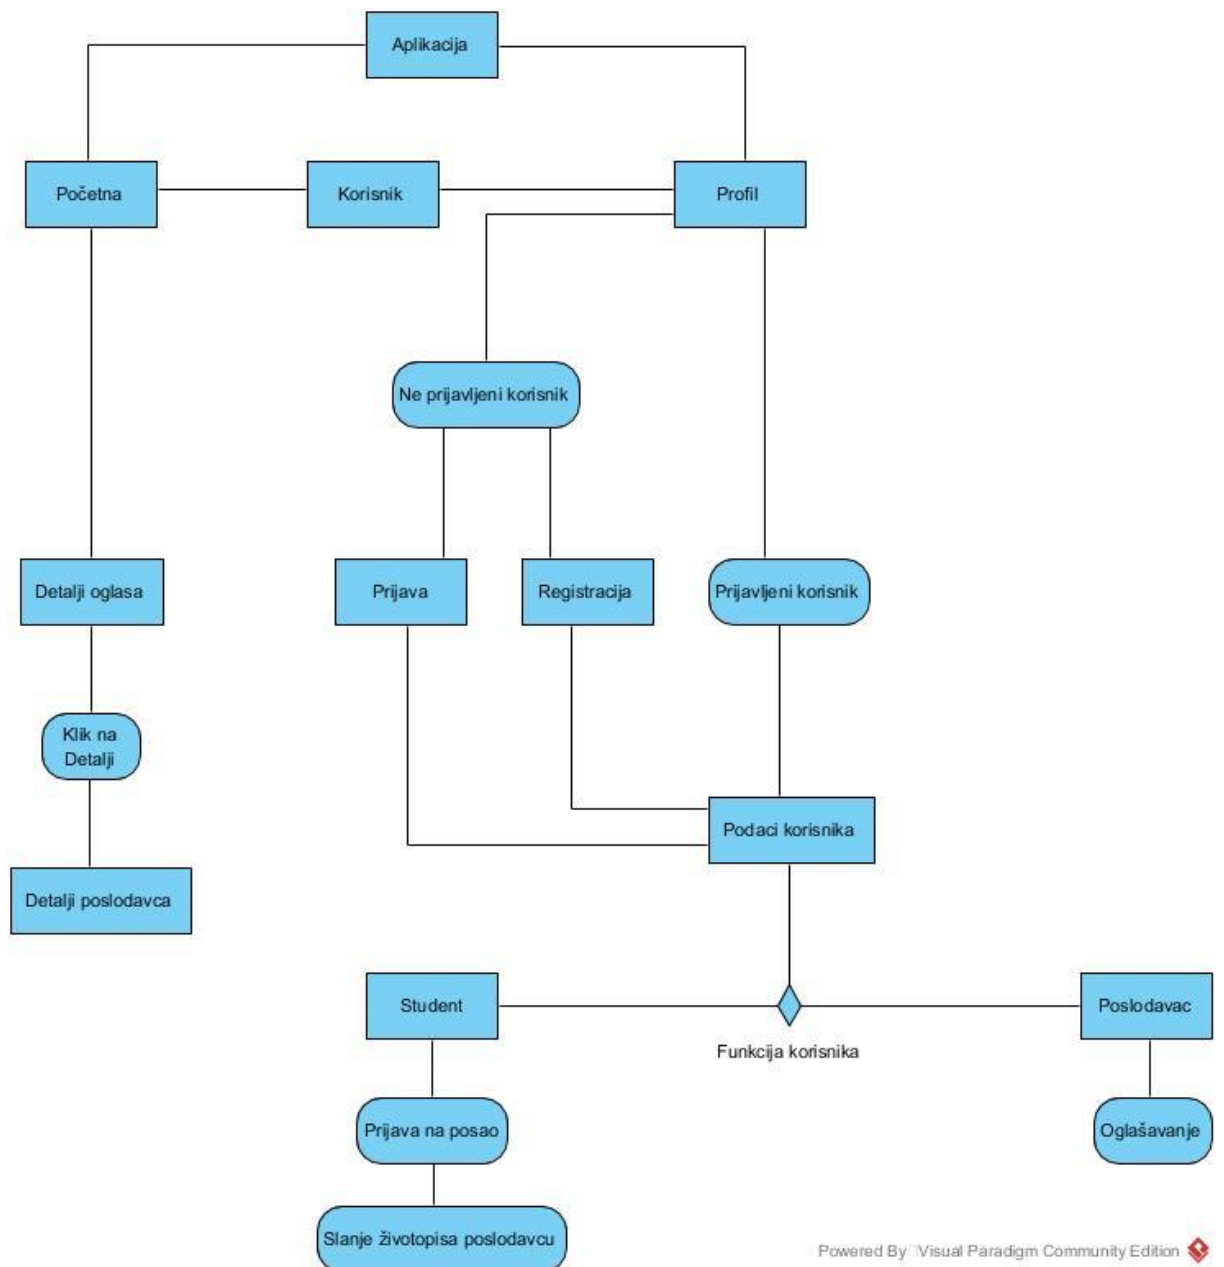 Aplikacija
Početna
Korisnik
Profil
Ne prijavljeni korisnik
Detalji oglasa
Prijava
Registracija
Prijavljeni korisnik
Klik na
Detalji
Podaci korisnika
Detalji poslodavca
Student
Poslodavac
Funkcija korisnika
Prijava na posao
Oglašavanje
Slanje životopisa poslodavcu
Powered By Visual Paradigm Community Edition